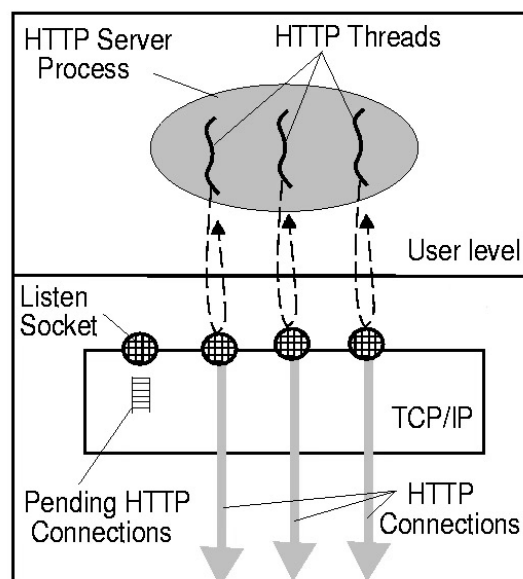 HTTP Server
Process
HTTP Threads
User level
Listen
Socket
TCP/IP
Pending HTTP
Connections
HTTP
Connections